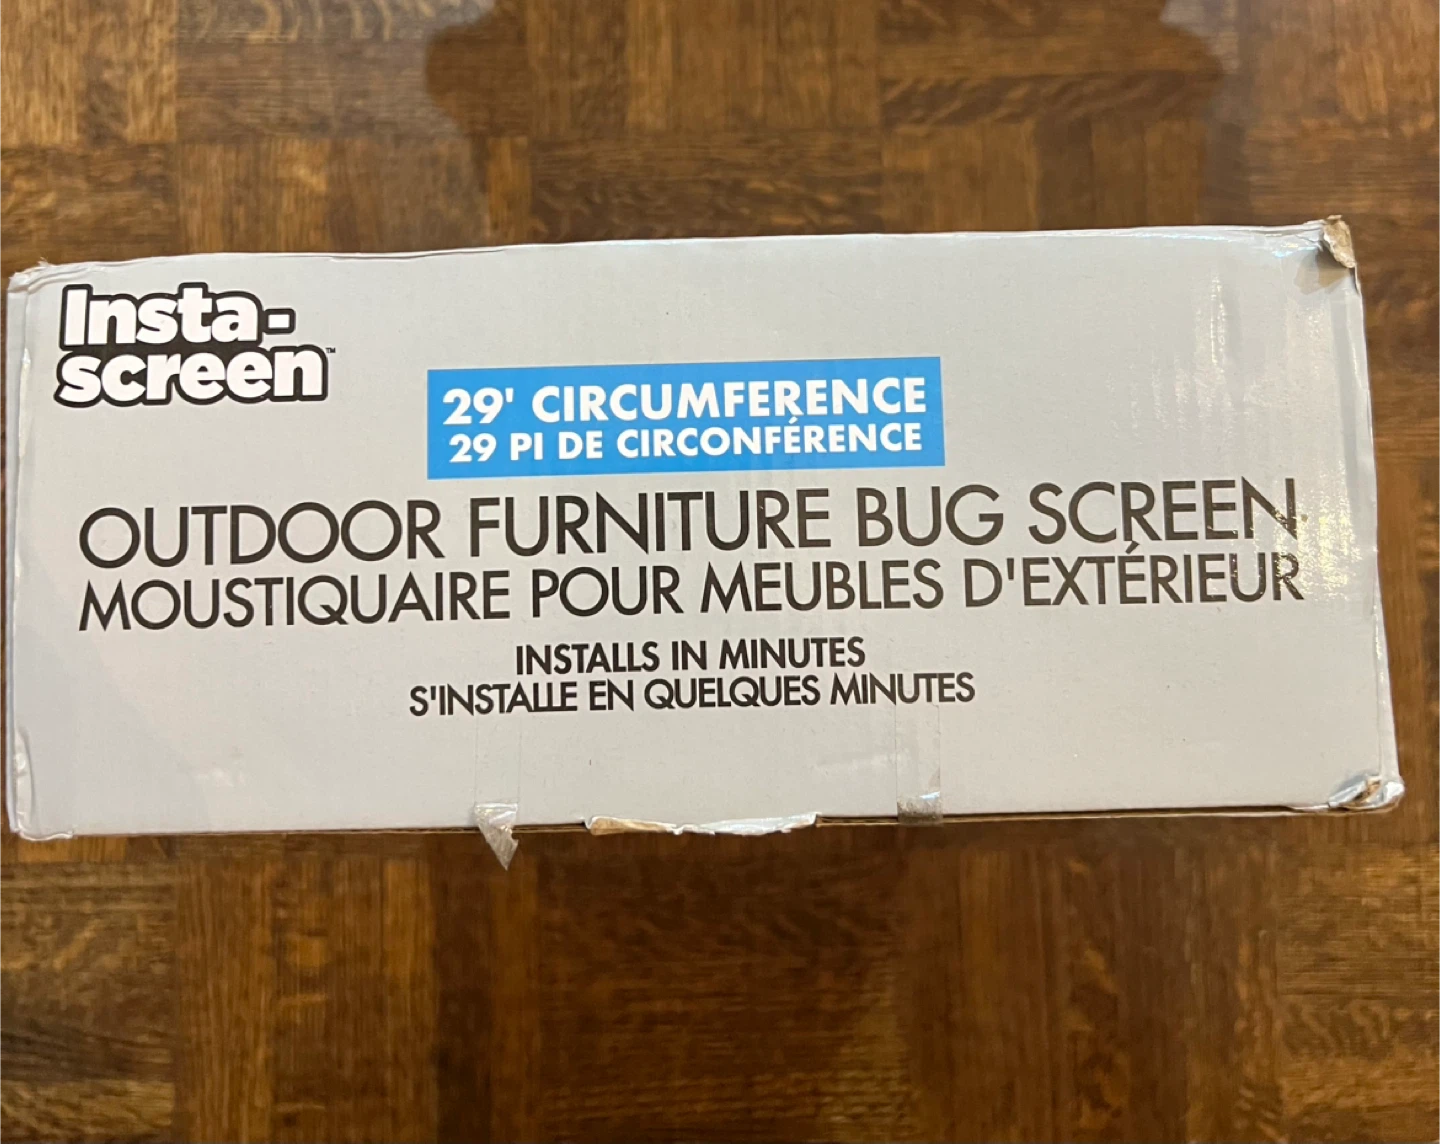 Insta-
screen™
29' CIRCUMFERENCE
29 PI DE CIRCONFÉRENCE
OUTDOOR FURNITURE BUG SCREEN
MOUSTIQUAIRE POUR MEUBLES D'EXTÉRIEUR
INSTALLS IN MINUTES
S'INSTALLE EN QUELQUES MINUTES